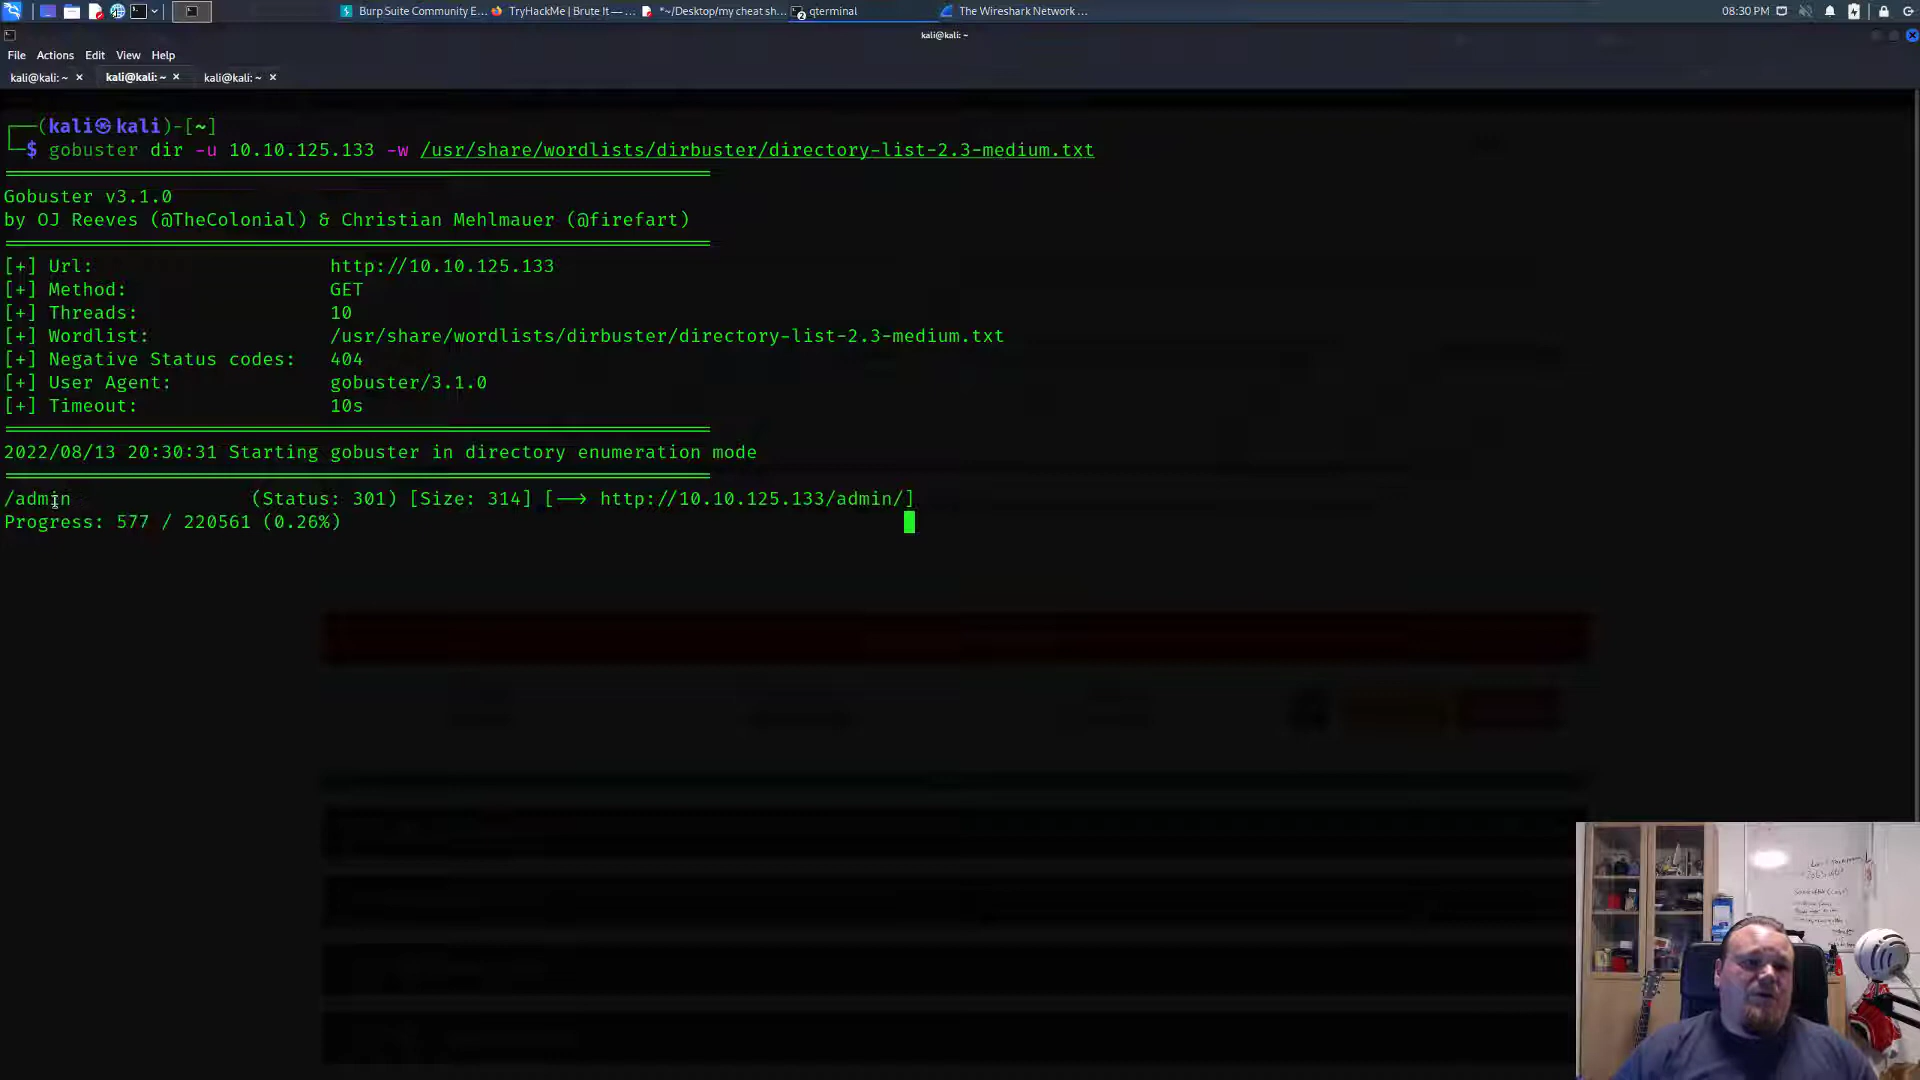 Burp Suite Community E...
TryHackMe | Brute It — ...
*~/Desktop/my cheat sh...
qterminal
The Wireshark Network ...
08:30 PM
kali@kali: ~
File Actions Edit View Help
kali@kali: ~ × kali@kali: ~ × kali@kali: ~ ×
┌──(kali㉿kali)-[~]
└─$ gobuster dir -u 10.10.125.133 -w /usr/share/wordlists/dirbuster/directory-list-2.3-medium.txt
===============================================================
Gobuster v3.1.0
by OJ Reeves (@TheColonial) & Christian Mehlmauer (@firefart)
===============================================================
[+] Url: http://10.10.125.133
[+] Method: GET
[+] Threads: 10
[+] Wordlist: /usr/share/wordlists/dirbuster/directory-list-2.3-medium.txt
[+] Negative Status codes: 404
[+] User Agent: gobuster/3.1.0
[+] Timeout: 10s
===============================================================
2022/08/13 20:30:31 Starting gobuster in directory enumeration mode
===============================================================
/admin (Status: 301) [Size: 314] [--> http://10.10.125.133/admin/]
Progress: 577 / 220561 (0.26%)